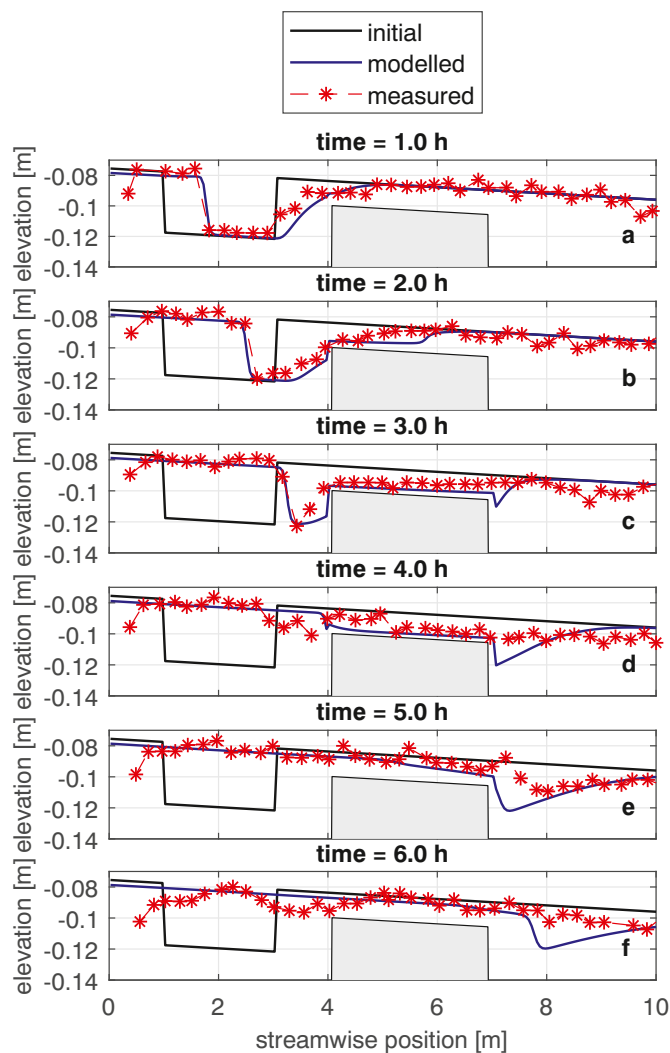 initial
modelled
measured
time = 1.0 h
elevation [m]
-0.08
-0.1
-0.12
-0.14
a
time = 2.0 h
elevation [m]
-0.08
-0.1
-0.12
-0.14
b
time = 3.0 h
elevation [m]
-0.08
-0.1
-0.12
-0.14
c
time = 4.0 h
elevation [m]
-0.08
-0.1
-0.12
-0.14
d
time = 5.0 h
elevation [m]
-0.08
-0.1
-0.12
-0.14
e
time = 6.0 h
elevation [m]
-0.08
-0.1
-0.12
-0.14
f
0 2 4 6 8 10
streamwise position [m]